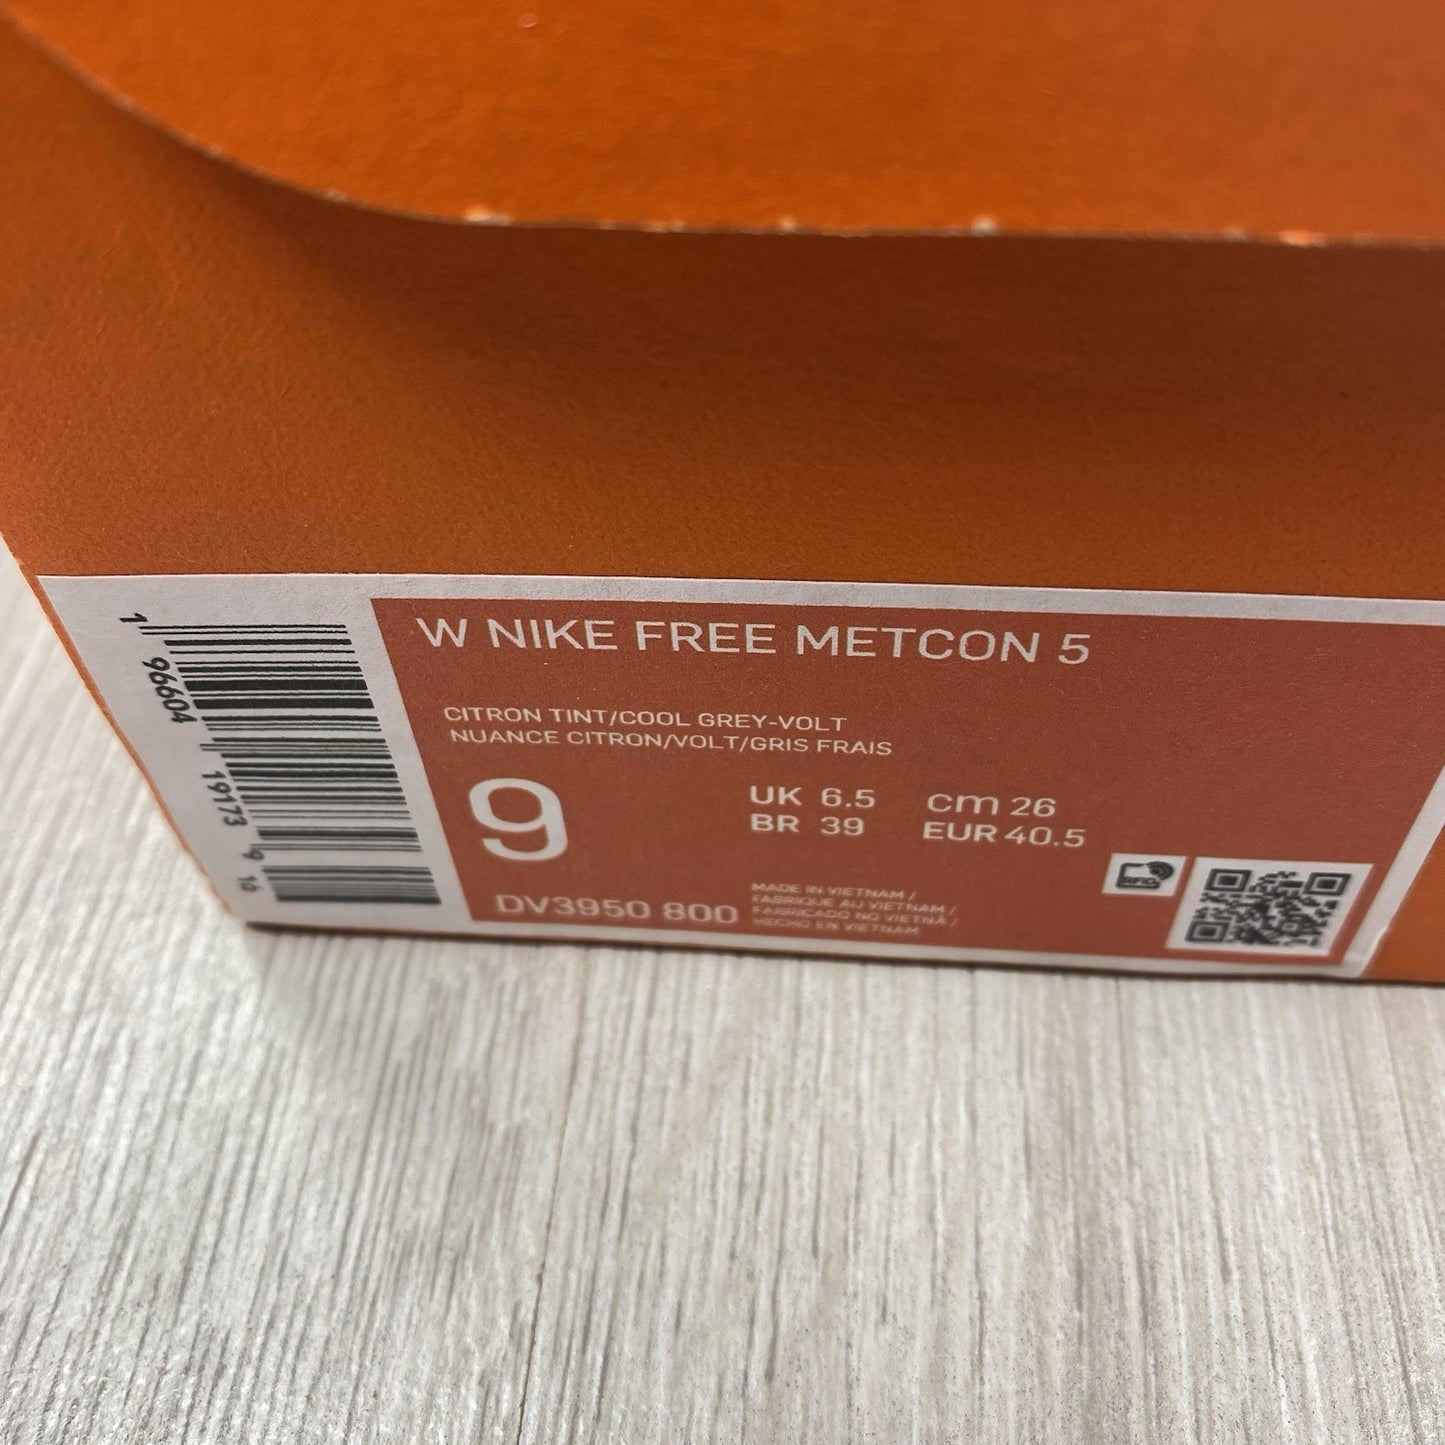 W NIKE FREE METCON 5
CITRON TINT/COOL GREY-VOLT
NUANCE CITRON/VOLT/GRIS FRAIS
9
UK 6.5 cm 26
BR 39 EUR 40.5
DV3950 800
MADE IN VIETNAM /
FABRIQUE AU VIETNAM /
FABRICADO NO VIETNÃ /
HECHO EN VIETNAM
RFID
1 96604 19173 9 16